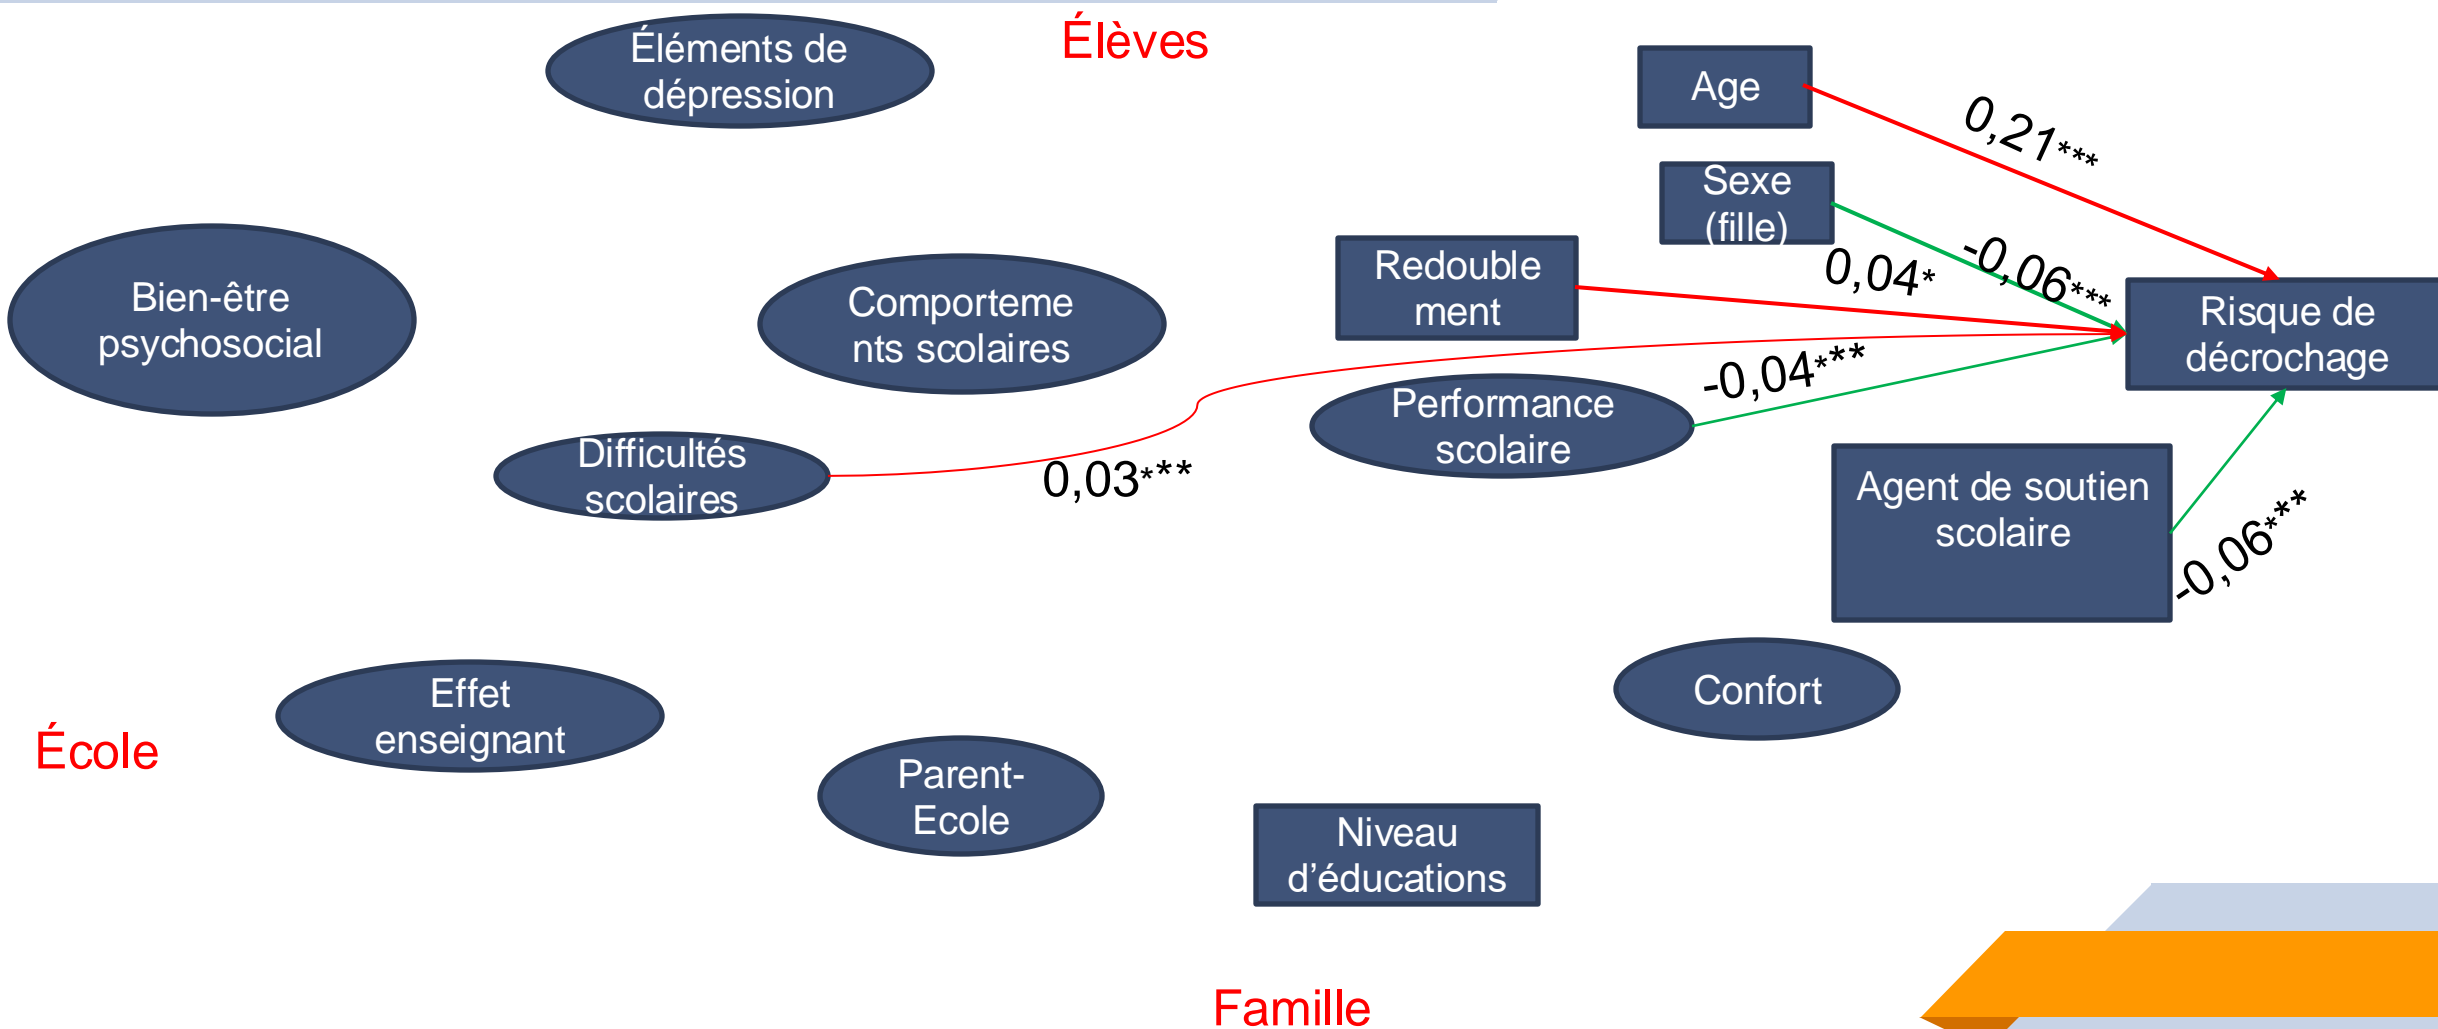 Élèves
Éléments de
dépression
Age
0,21***
Sexe
(fille)
-0,06***
Redouble
ment
0,04*
Bien-être
psychosocial
Comporteme
nts scolaires
Risque de
décrochage
Performance
scolaire
-0,04***
Difficultés
scolaires
0,03***
Agent de soutien
scolaire
-0,06***
Effet
enseignant
Confort
École
Parent-
Ecole
Niveau
d’éducations
Famille